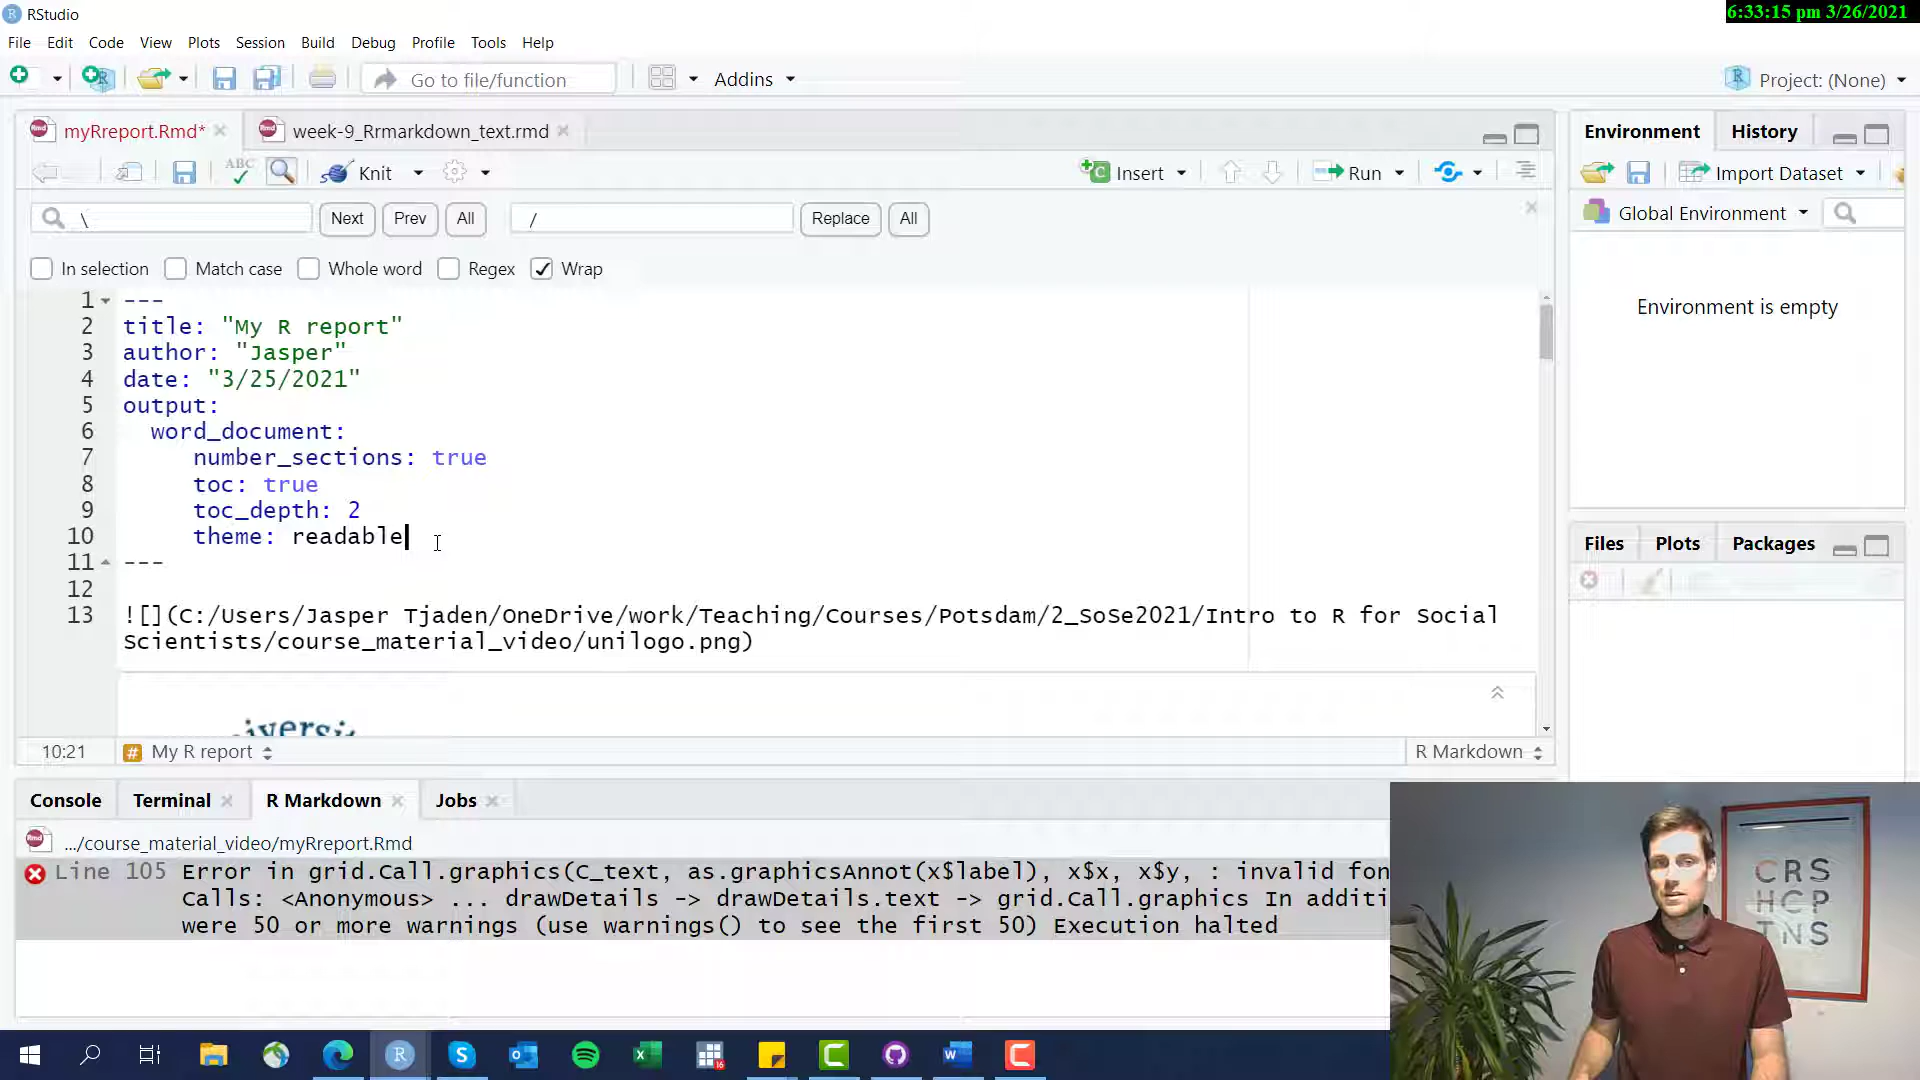 RStudio
6:33:15 pm 3/26/2021
File Edit Code View Plots Session Build Debug Profile Tools Help
Go to file/function Addins Project: (None)
myRreport.Rmd* week-9_Rrmarkdown_text.rmd
ABC Knit Insert Run
\ Next Prev All / Replace All
In selection Match case Whole word Regex Wrap
1 ---
2 title: "My R report"
3 author: "Jasper"
4 date: "3/25/2021"
5 output:
6 word_document:
7 number_sections: true
8 toc: true
9 toc_depth: 2
10 theme: readable
11 ---
12
13 ![](C:/Users/Jasper Tjaden/OneDrive/work/Teaching/Courses/Potsdam/2_SoSe2021/Intro to R for Social
Scientists/course_material_video/unilogo.png)
10:21 # My R report R Markdown
Environment History
Import Dataset
Global Environment
Environment is empty
Files Plots Packages
Console Terminal R Markdown Jobs
.../course_material_video/myRreport.Rmd
Line 105 Error in grid.Call.graphics(C_text, as.graphicsAnnot(x$label), x$x, x$y, : invalid fon
Calls: <Anonymous> ... drawDetails -> drawDetails.text -> grid.Call.graphics In additi
were 50 or more warnings (use warnings() to see the first 50) Execution halted
CRS
HCP
TNS